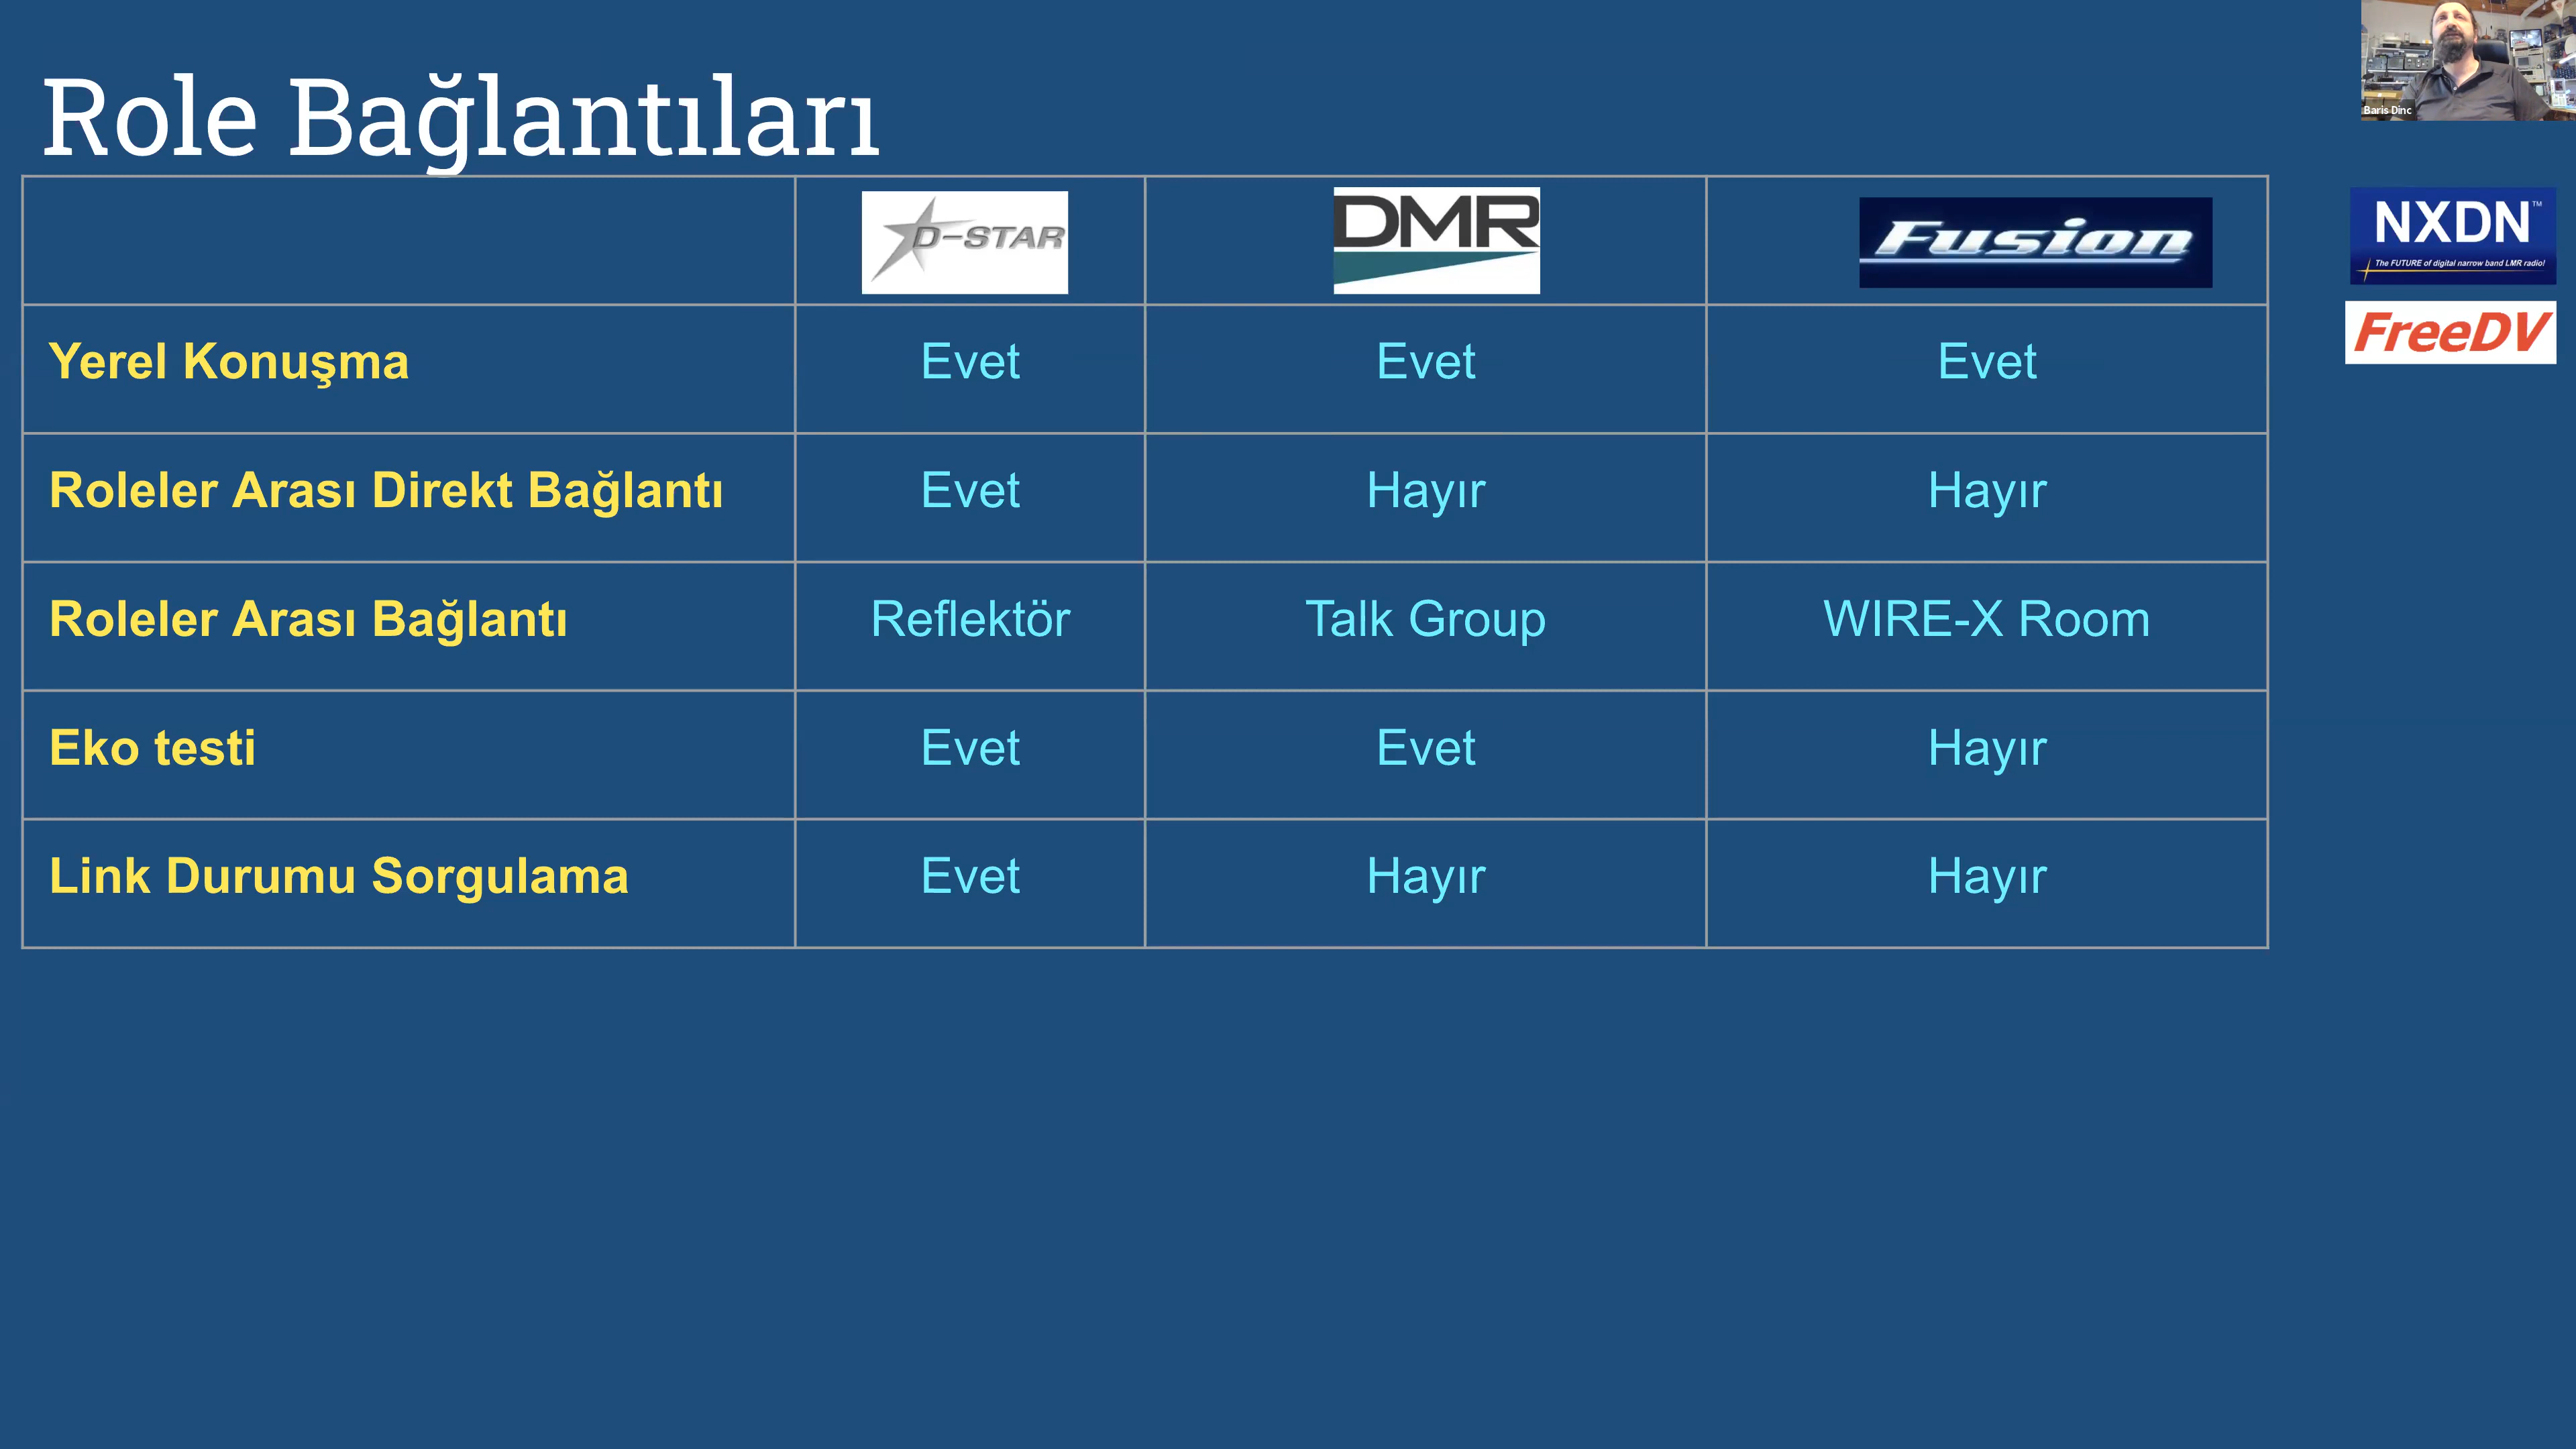 Role Bağlantıları
Baris Dinc
D-STAR
DMR
Fusion
NXDN™
The FUTURE of digital narrow band LMR radio!
FreeDV
Yerel Konuşma Evet Evet Evet
Roleler Arası Direkt Bağlantı Evet Hayır Hayır
Roleler Arası Bağlantı Reflektör Talk Group WIRE-X Room
Eko testi Evet Evet Hayır
Link Durumu Sorgulama Evet Hayır Hayır